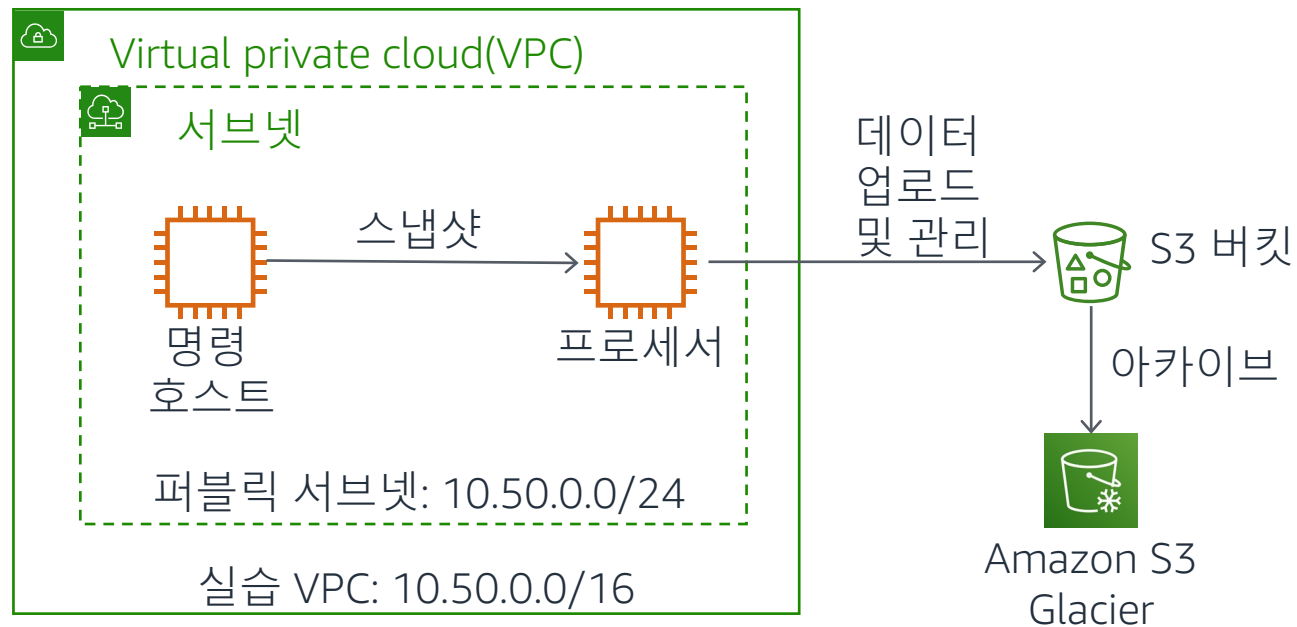 Virtual private cloud(VPC)
서브넷
스냅샷
명령
호스트
프로세서
퍼블릭 서브넷: 10.50.0.0/24
실습 VPC: 10.50.0.0/16
데이터
업로드
및 관리
S3 버킷
아카이브
Amazon S3
Glacier